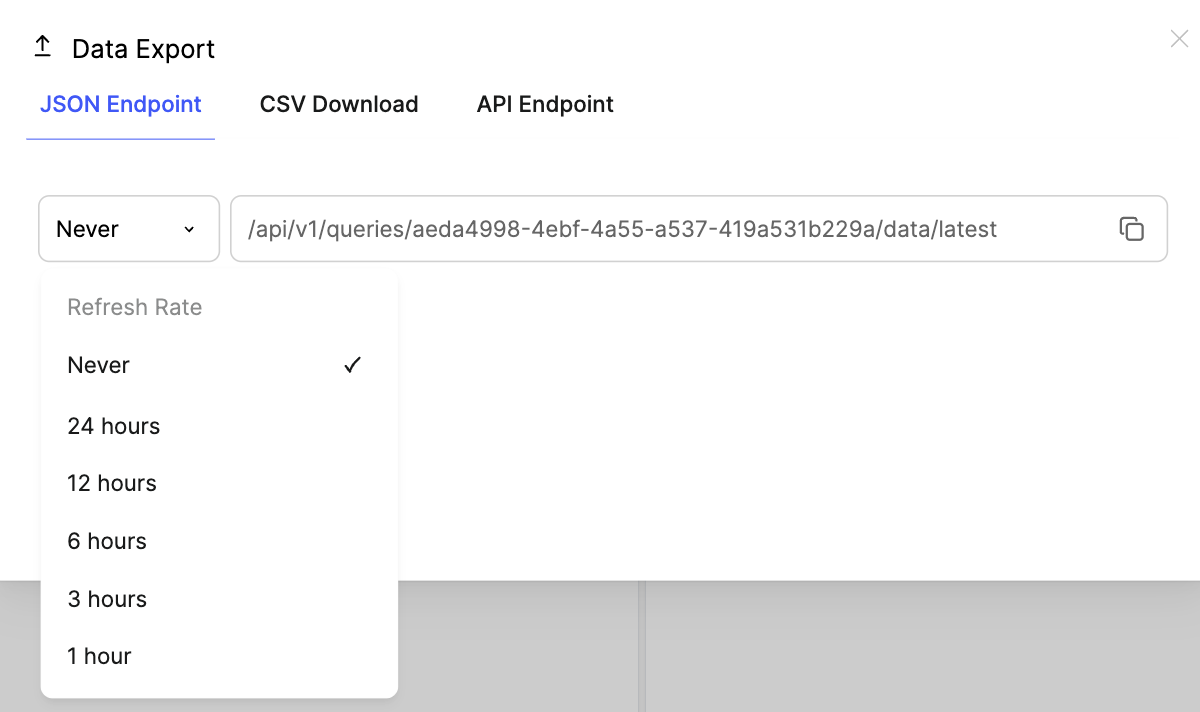 Data Export
JSON Endpoint CSV Download API Endpoint
Never /api/v1/queries/aeda4998-4ebf-4a55-a537-419a531b229a/data/latest
Refresh Rate
Never
24 hours
12 hours
6 hours
3 hours
1 hour